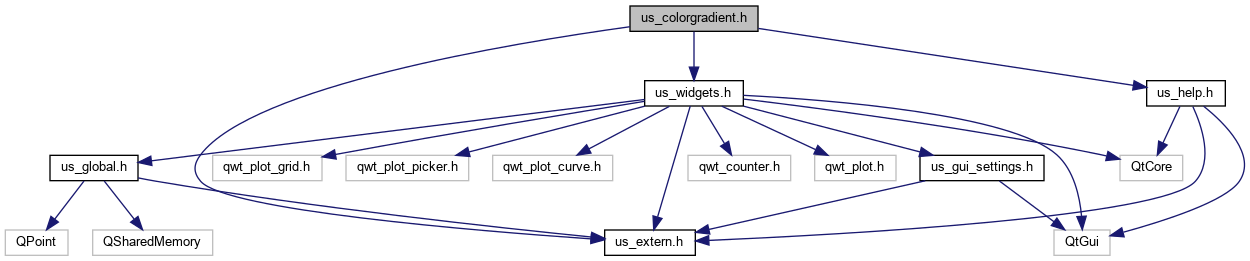 us_colorgradient.h
us_widgets.h
us_help.h
us_global.h
qwt_plot_grid.h
qwt_plot_picker.h
qwt_plot_curve.h
qwt_counter.h
qwt_plot.h
us_gui_settings.h
QtCore
QPoint
QSharedMemory
us_extern.h
QtGui